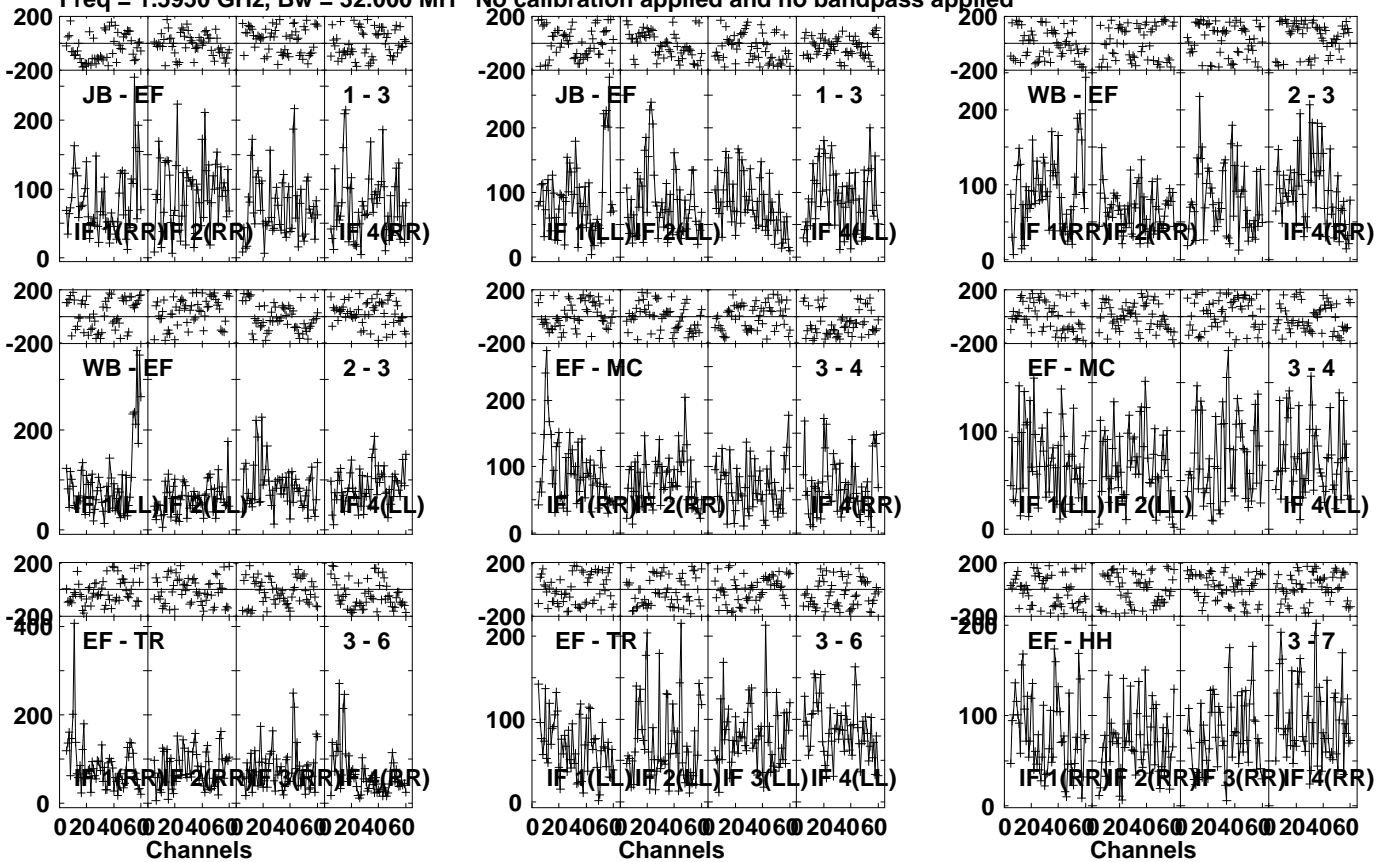 Freq = 1.5950 GHz, Bw = 32.000 MH No calibration applied and no bandpass applied
-200
JB - EF 1 - 3
200
100
IF 1(RR) IF 2(RR) IF 4(RR)
0
-200
JB - EF 1 - 3
200
100
IF 1(LL) IF 2(LL) IF 4(LL)
0
-200
WB - EF 2 - 3
200
100
IF 1(RR) IF 2(RR) IF 4(RR)
0
200
-200
WB - EF 2 - 3
200
IF 1(LL) IF 2(LL) IF 4(LL)
0
200
-200
EF - MC 3 - 4
200
100
IF 1(RR) IF 2(RR) IF 4(RR)
0
200
-200
EF - MC 3 - 4
100
IF 1(LL) IF 2(LL) IF 4(LL)
0
200
-200
400
EF - TR 3 - 6
200
IF 1(RR) IF 2(RR) IF 3(RR) IF 4(RR)
0
0 20 40 60 0 20 40 60 0 20 40 60 0 20 40 60
Channels
200
-200
200
EF - TR 3 - 6
100
IF 1(LL) IF 2(LL) IF 3(LL) IF 4(LL)
0
0 20 40 60 0 20 40 60 0 20 40 60 0 20 40 60
Channels
200
-200
200
EF - HH 3 - 7
100
IF 1(RR) IF 2(RR) IF 3(RR) IF 4(RR)
0
0 20 40 60 0 20 40 60 0 20 40 60 0 20 40 60
Channels